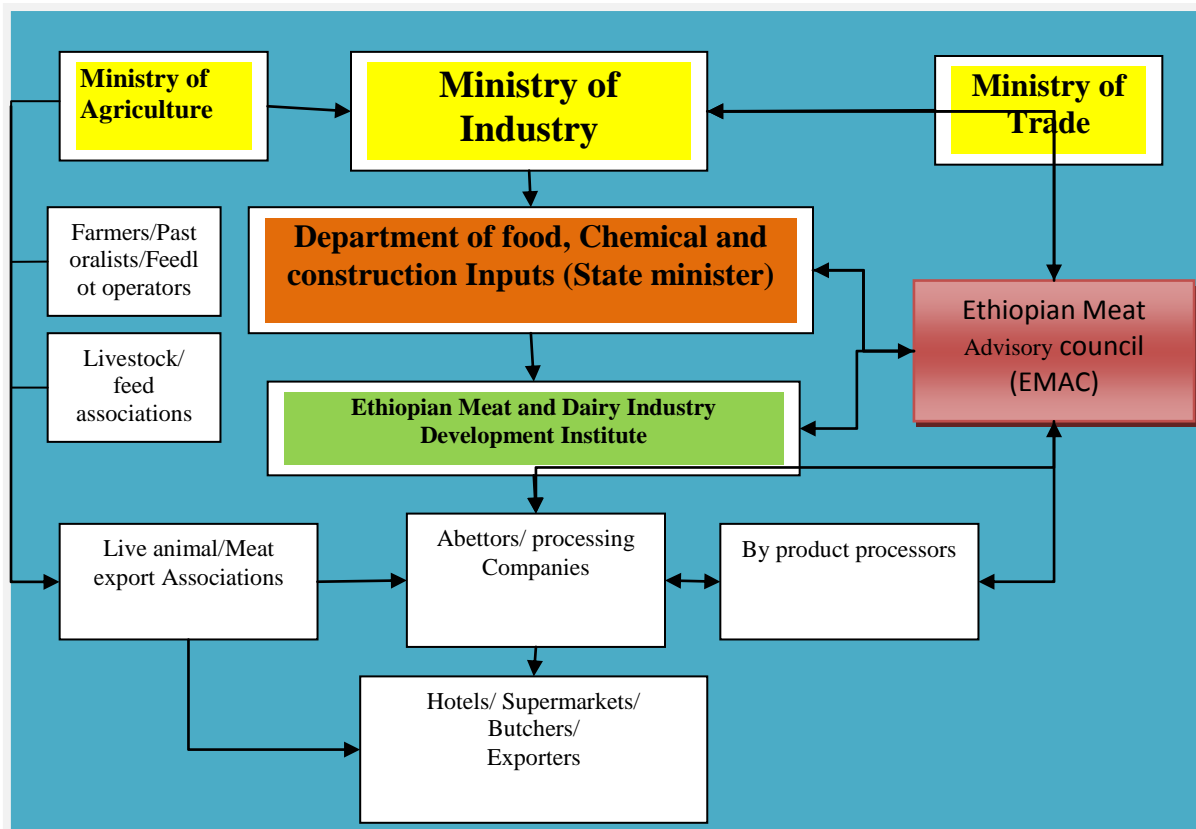 Ministry of
Agriculture
Ministry of
Industry
Ministry of
Trade
Farmers/Past
oralists/Feedl
ot operators
Department of food, Chemical and
construction Inputs (State minister)
Ethiopian Meat
Advisory council
(EMAC)
Livestock/
feed
associations
Ethiopian Meat and Dairy Industry
Development Institute
Live animal/Meat
export Associations
Abettors/ processing
Companies
By product processors
Hotels/ Supermarkets/
Butchers/
Exporters